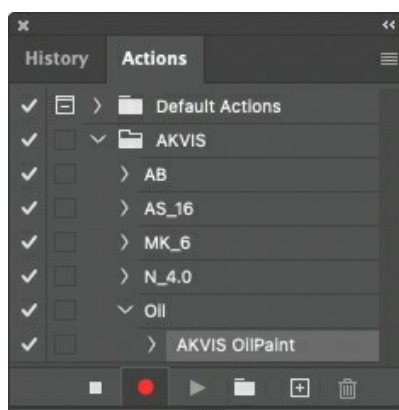 History Actions
Default Actions
AKVIS
AB
AS_16
MK_6
N_4.0
Oil
AKVIS OilPaint